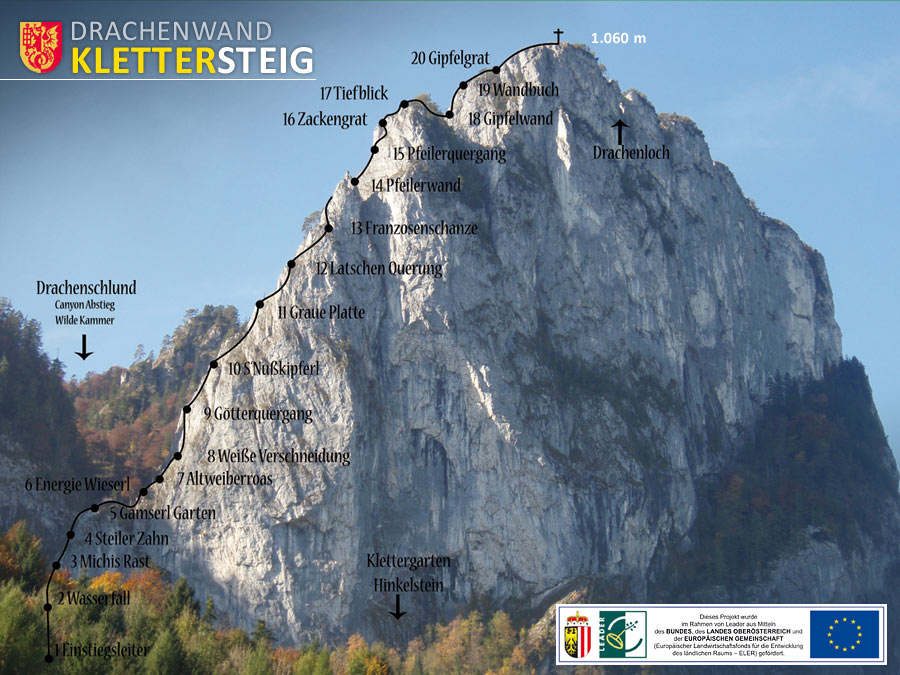 DRACHENWAND
KLETTERSTEIG
1.060 m
20 Gipfelgrat
19 Wandbuch
17 Tiefblick
18 Gipfelwand
16 Zackengrat
Drachenloch
15 Pfeilerquergang
14 Pfeilerwand
13 Franzosenschanze
12 Latschen Querung
Drachenschlund
Canyon Abstieg
Wilde Kammer
11 Graue Platte
10 S'Nußkipferl
9 Götterquergang
8 Weiße Verschneidung
7 Altweiberroas
6 Energie Wieserl
5 Gamserl Garten
4 Steiler Zahn
3 Michis Rast
2 Wasserfall
1 Einstiegsleiter
Klettergarten
Hinkelstein
LEADER
Dieses Projekt wurde
im Rahmen von Leader aus Mitteln
des BUNDES, des LANDES OBERÖSTERREICH und
der EUROPÄISCHEN GEMEINSCHAFT
(Europäischer Landwirtschaftsfonds für die Entwicklung
des ländlichen Raums – ELER) gefördert.